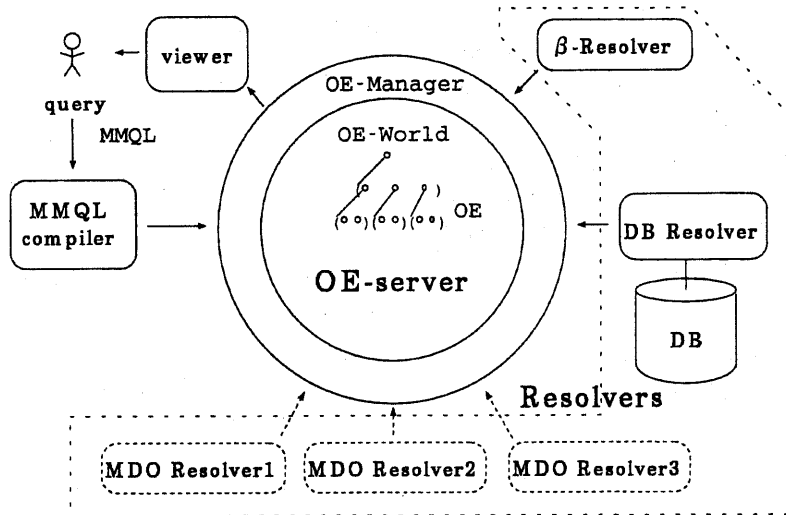 viewer
β-Resolver
OE-Manager
query
MMQL
OE-World
OE
MMQL
compiler
DB Resolver
OE-server
DB
Resolvers
MDO Resolver1
MDO Resolver2
MDO Resolver3